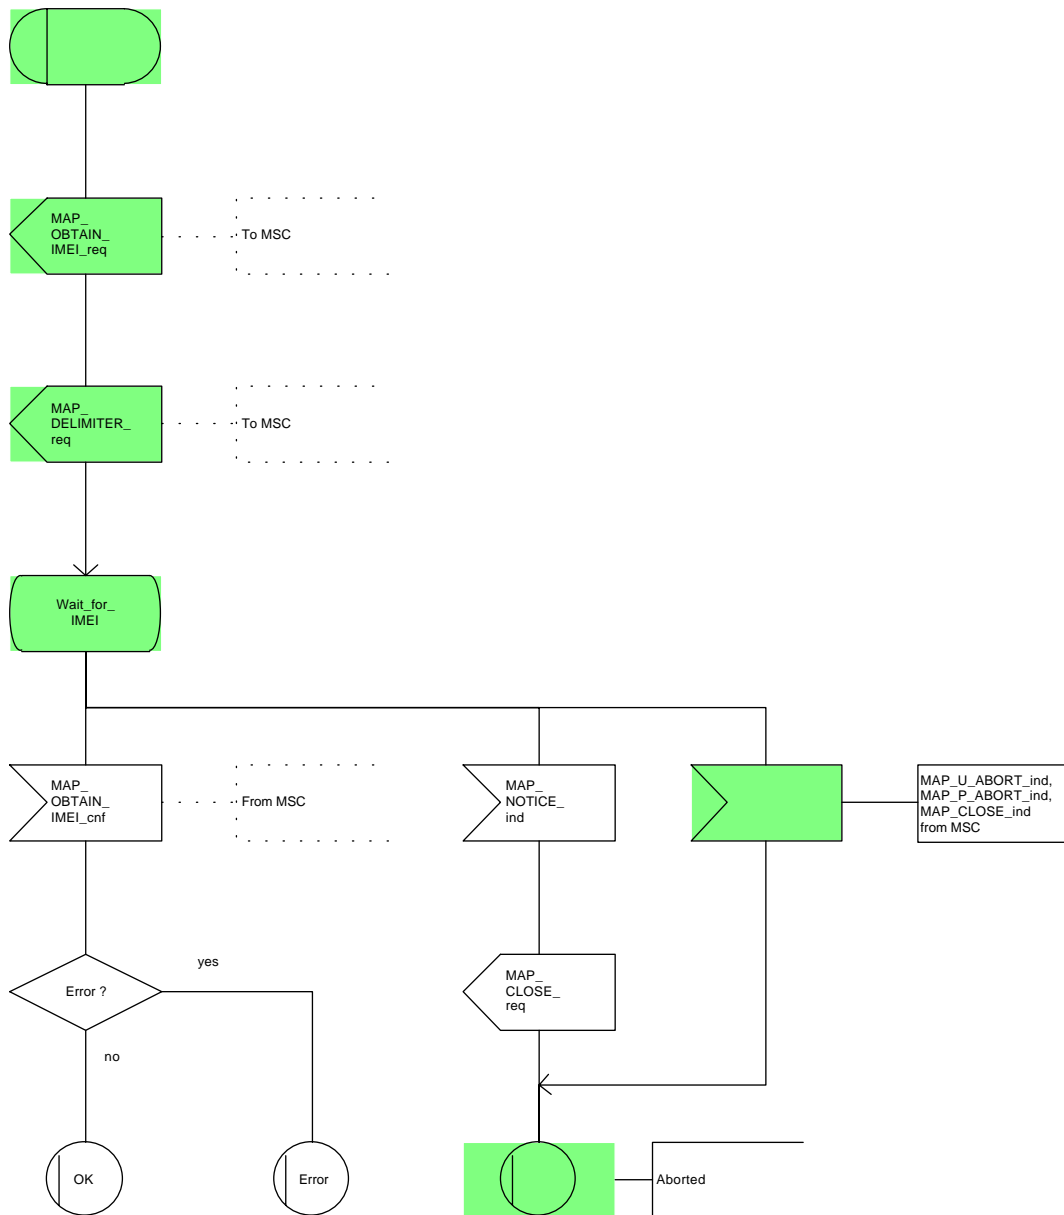 MAP_
OBTAIN_
IMEI_req
To MSC
MAP_
DELIMITER_
req
To MSC
Wait_for_
IMEI
MAP_
OBTAIN_
IMEI_cnf
From MSC
MAP_
NOTICE_
ind
MAP_U_ABORT_ind,
MAP_P_ABORT_ind,
MAP_CLOSE_ind
from MSC
Error ?
yes
no
MAP_
CLOSE_
req
OK
Error
Aborted